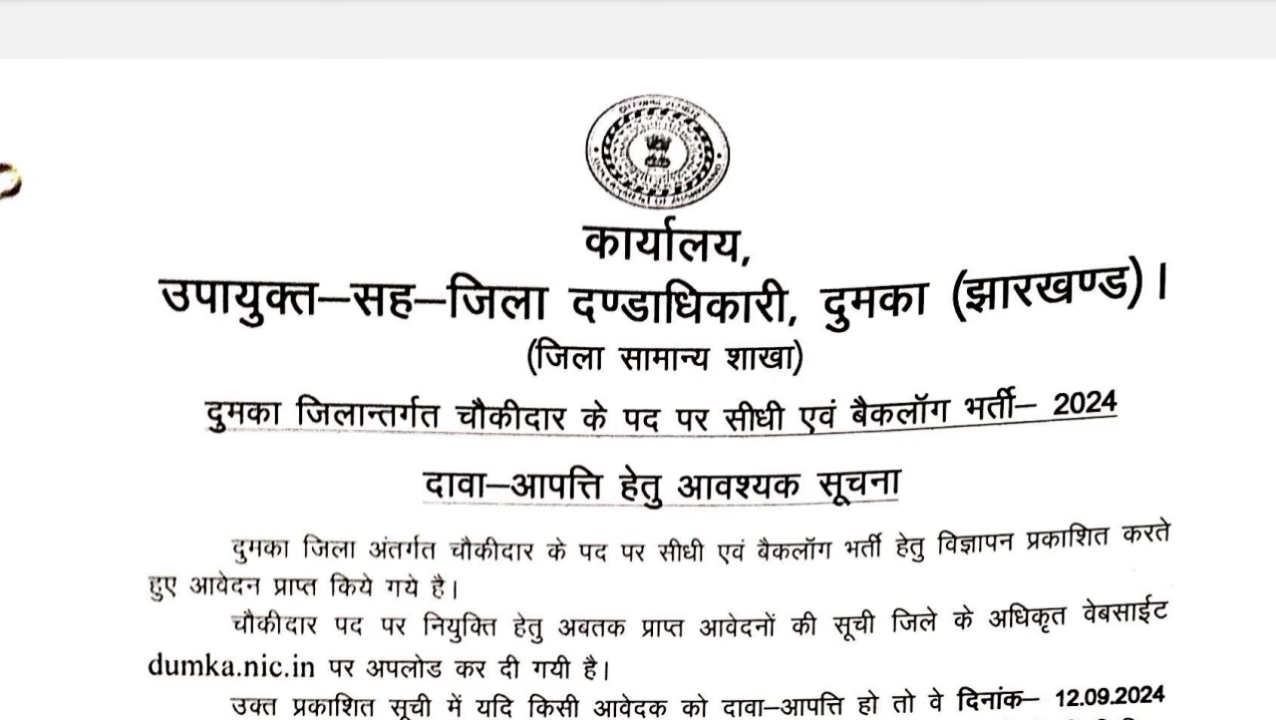 कार्यालय,
उपायुक्त–सह–जिला दण्डाधिकारी, दुमका (झारखण्ड)।
(जिला सामान्य शाखा)
दुमका जिलान्तर्गत चौकीदार के पद पर सीधी एवं बैकलॉग भर्ती– 2024
दावा–आपत्ति हेतु आवश्यक सूचना
दुमका जिला अंतर्गत चौकीदार के पद पर सीधी एवं बैकलॉग भर्ती हेतु विज्ञापन प्रकाशित करते
हुए आवेदन प्राप्त किये गये है।
चौकीदार पद पर नियुक्ति हेतु अबतक प्राप्त आवेदनों की सूची जिले के अधिकृत वेबसाईट
dumka.nic.in पर अपलोड कर दी गयी है।
उक्त प्रकाशित सूची में यदि किसी आवेदक को दावा–आपत्ति हो तो वे दिनांक– 12.09.2024